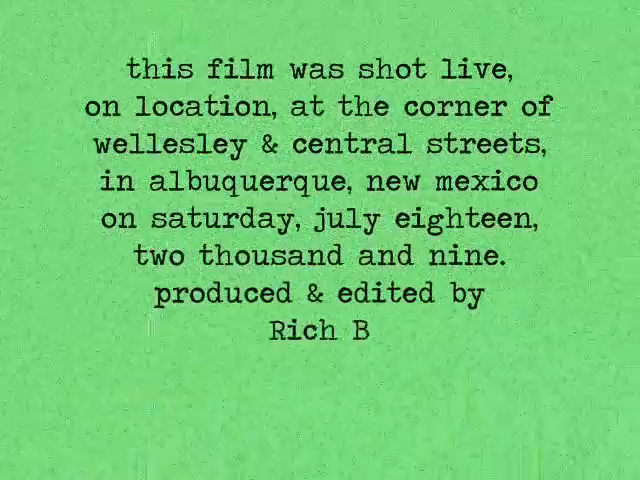 this film was shot live,
on location, at the corner of
wellesley & central streets,
in albuquerque, new mexico
on saturday, july eighteen,
two thousand and nine.
produced & edited by
Rich B